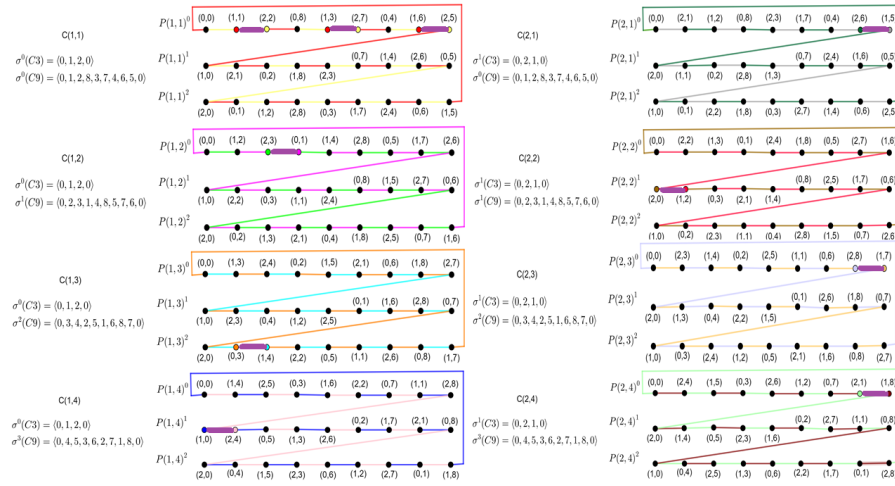 P(1,1)⁰ (0,0) (1,1) (2,2) (0,8) (1,3) (2,7) (0,4) (1,6) (2,5)
C(1,1)
σ⁰(C3) = ⟨0,1,2,0⟩
σ⁰(C9) = ⟨0,1,2,8,3,7,4,6,5,0⟩
P(1,1)¹ (0,7) (1,4) (2,6) (0,5)
(1,0) (2,1) (0,2) (1,8) (2,3)
P(1,1)²
(2,0) (0,1) (1,2) (2,8) (0,3) (1,7) (2,4) (0,6) (1,5)
P(2,1)⁰ (0,0) (2,1) (1,2) (0,8) (2,3) (1,7) (0,4) (2,6) (1,5)
C(2,1)
σ¹(C3) = ⟨0,2,1,0⟩
σ⁰(C9) = ⟨0,1,2,8,3,7,4,6,5,0⟩
P(2,1)¹ (0,7) (2,4) (1,6) (0,5)
(2,0) (1,1) (0,2) (2,8) (1,3)
P(2,1)²
(1,0) (0,1) (2,2) (1,8) (0,3) (2,7) (1,4) (0,6) (2,5)
P(1,2)⁰ (0,0) (1,2) (2,3) (0,1) (1,4) (2,8) (0,5) (1,7) (2,6)
C(1,2)
σ⁰(C3) = ⟨0,1,2,0⟩
σ¹(C9) = ⟨0,2,3,1,4,8,5,7,6,0⟩
P(1,2)¹ (0,8) (1,5) (2,7) (0,6)
(1,0) (2,2) (0,3) (1,1) (2,4)
P(1,2)²
(2,0) (0,2) (1,3) (2,1) (0,4) (1,8) (2,5) (0,7) (1,6)
P(2,2)⁰ (0,0) (2,2) (1,3) (0,1) (2,4) (1,8) (0,5) (2,7) (1,6)
C(2,2)
σ¹(C3) = ⟨0,2,1,0⟩
σ¹(C9) = ⟨0,2,3,1,4,8,5,7,6,0⟩
P(2,2)¹ (0,8) (2,5) (1,7) (0,6)
(2,0) (1,2) (0,3) (2,1) (1,4)
P(2,2)²
(1,0) (0,2) (2,3) (1,1) (0,4) (2,8) (1,5) (0,7) (2,6)
P(1,3)⁰ (0,0) (1,3) (2,4) (0,2) (1,5) (2,1) (0,6) (1,8) (2,7)
C(1,3)
σ⁰(C3) = ⟨0,1,2,0⟩
σ²(C9) = ⟨0,3,4,2,5,1,6,8,7,0⟩
P(1,3)¹ (0,1) (1,6) (2,8) (0,7)
(1,0) (2,3) (0,4) (1,2) (2,5)
P(1,3)²
(2,0) (0,3) (1,4) (2,2) (0,5) (1,1) (2,6) (0,8) (1,7)
P(2,3)⁰ (0,0) (2,3) (1,4) (0,2) (2,5) (1,1) (0,6) (2,8) (1,7)
C(2,3)
σ¹(C3) = ⟨0,2,1,0⟩
σ²(C9) = ⟨0,3,4,2,5,1,6,8,7,0⟩
P(2,3)¹ (0,1) (2,6) (1,8) (0,7)
(2,0) (1,3) (0,4) (2,2) (1,5)
P(2,3)²
(1,0) (0,3) (2,4) (1,2) (0,5) (2,1) (1,6) (0,8) (2,7)
P(1,4)⁰ (0,0) (1,4) (2,5) (0,3) (1,6) (2,2) (0,7) (1,1) (2,8)
C(1,4)
σ⁰(C3) = ⟨0,1,2,0⟩
σ³(C9) = ⟨0,4,5,3,6,2,7,1,8,0⟩
P(1,4)¹ (0,2) (1,7) (2,1) (0,8)
(1,0) (2,4) (0,5) (1,3) (2,6)
P(1,4)²
(2,0) (0,4) (1,5) (2,3) (0,6) (1,2) (2,7) (0,1) (1,8)
P(2,4)⁰ (0,0) (2,4) (1,5) (0,3) (2,6) (1,2) (0,7) (2,1) (1,8)
C(2,4)
σ¹(C3) = ⟨0,2,1,0⟩
σ³(C9) = ⟨0,4,5,3,6,2,7,1,8,0⟩
P(2,4)¹ (0,2) (2,7) (1,1) (0,8)
(2,0) (1,4) (0,5) (2,3) (1,6)
P(2,4)²
(1,0) (0,4) (2,5) (1,3) (0,6) (2,2) (1,7) (0,1) (2,8)